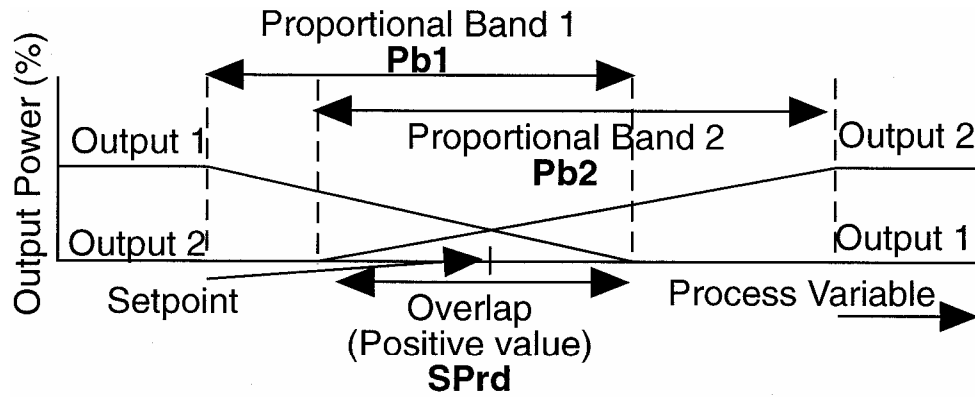 Proportional Band 1
Pb1
Output Power (%)
Output 1
Proportional Band 2
Pb2
Output 2
Output 2
Output 1
Setpoint
Overlap
(Positive value)
SPrd
Process Variable